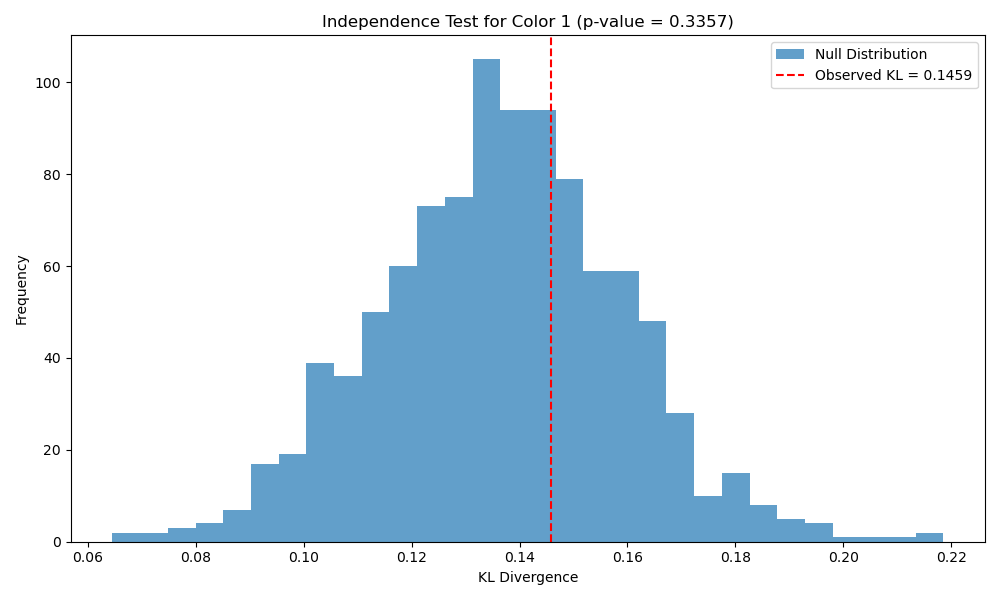 Independence Test for Color 1 (p-value = 0.3357)
Null Distribution
Observed KL = 0.1459
100
80
60
40
20
0
Frequency
0.06 0.08 0.10 0.12 0.14 0.16 0.18 0.20 0.22
KL Divergence